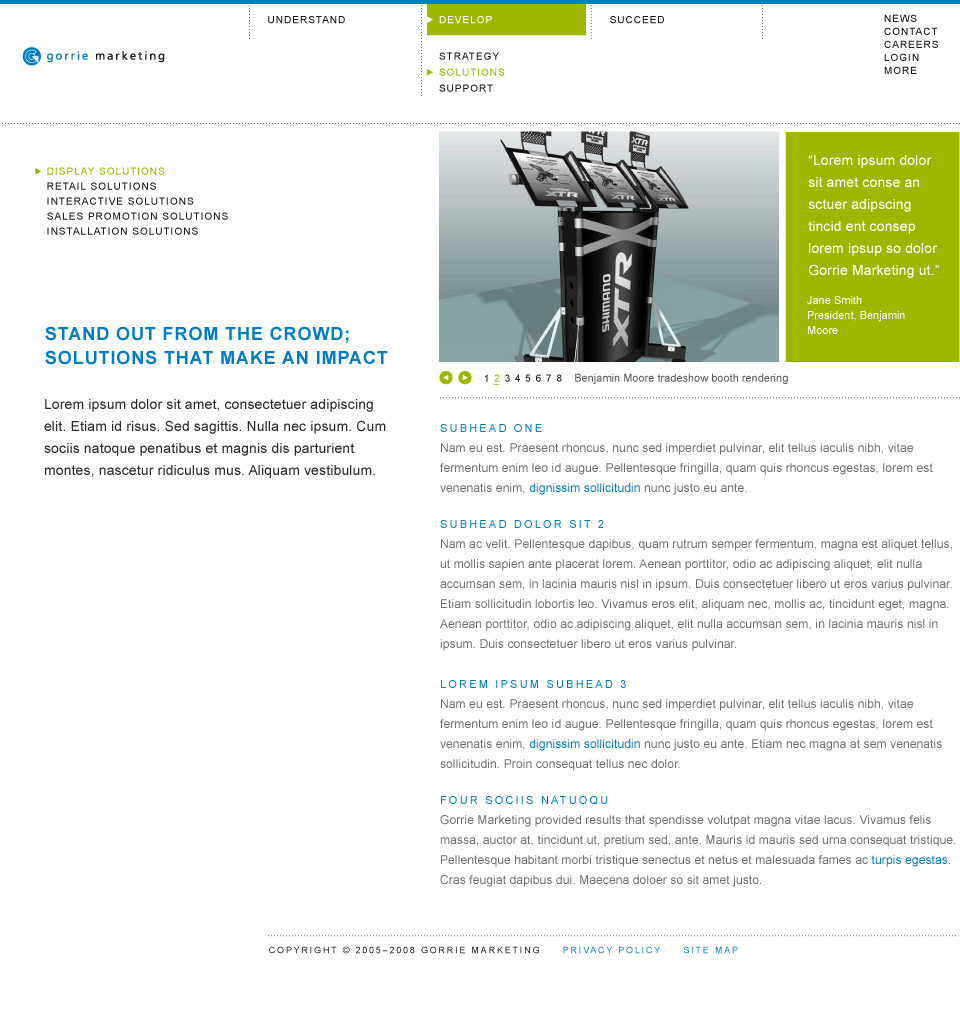 UNDERSTAND
DEVELOP
SUCCEED
NEWS
CONTACT
CAREERS
LOGIN
MORE
gorrie marketing
STRATEGY
SOLUTIONS
SUPPORT
DISPLAY SOLUTIONS
RETAIL SOLUTIONS
INTERACTIVE SOLUTIONS
SALES PROMOTION SOLUTIONS
INSTALLATION SOLUTIONS
STAND OUT FROM THE CROWD;
SOLUTIONS THAT MAKE AN IMPACT
Lorem ipsum dolor sit amet, consectetuer adipiscing
elit. Etiam id risus. Sed sagittis. Nulla nec ipsum. Cum
sociis natoque penatibus et magnis dis parturient
montes, nascetur ridiculus mus. Aliquam vestibulum.
XTR
XTR
XTR
XTR
XTR
SHIMANO
XTR
“Lorem ipsum dolor
sit amet conse an
sctuer adipscing
tincid ent consep
lorem ipsup so dolor
Gorrie Marketing ut.”
Jane Smith
President, Benjamin
Moore
1 2 3 4 5 6 7 8 Benjamin Moore tradeshow booth rendering
SUBHEAD ONE
Nam eu est. Praesent rhoncus, nunc sed imperdiet pulvinar, elit tellus iaculis nibh, vitae
fermentum enim leo id augue. Pellentesque fringilla, quam quis rhoncus egestas, lorem est
venenatis enim, dignissim sollicitudin nunc justo eu ante.
SUBHEAD DOLOR SIT 2
Nam ac velit. Pellentesque dapibus, quam rutrum semper fermentum, magna est aliquet tellus,
ut mollis sapien ante placerat lorem. Aenean porttitor, odio ac adipiscing aliquet, elit nulla
accumsan sem, in lacinia mauris nisl in ipsum. Duis consectetuer libero ut eros varius pulvinar.
Etiam sollicitudin lobortis leo. Vivamus eros elit, aliquam nec, mollis ac, tincidunt eget, magna.
Aenean porttitor, odio ac adipiscing aliquet, elit nulla accumsan sem, in lacinia mauris nisl in
ipsum. Duis consectetuer libero ut eros varius pulvinar.
LOREM IPSUM SUBHEAD 3
Nam eu est. Praesent rhoncus, nunc sed imperdiet pulvinar, elit tellus iaculis nibh, vitae
fermentum enim leo id augue. Pellentesque fringilla, quam quis rhoncus egestas, lorem est
venenatis enim, dignissim sollicitudin nunc justo eu ante. Etiam nec magna at sem venenatis
sollicitudin. Proin consequat tellus nec dolor.
FOUR SOCIIS NATUOQU
Gorrie Marketing provided results that spendisse volutpat magna vitae lacus. Vivamus felis
massa, auctor at, tincidunt ut, pretium sed, ante. Mauris id mauris sed urna consequat tristique.
Pellentesque habitant morbi tristique senectus et netus et malesuada fames ac turpis egestas.
Cras feugiat dapibus dui. Maecena doloer so sit amet justo.
COPYRIGHT © 2005–2008 GORRIE MARKETING PRIVACY POLICY SITE MAP